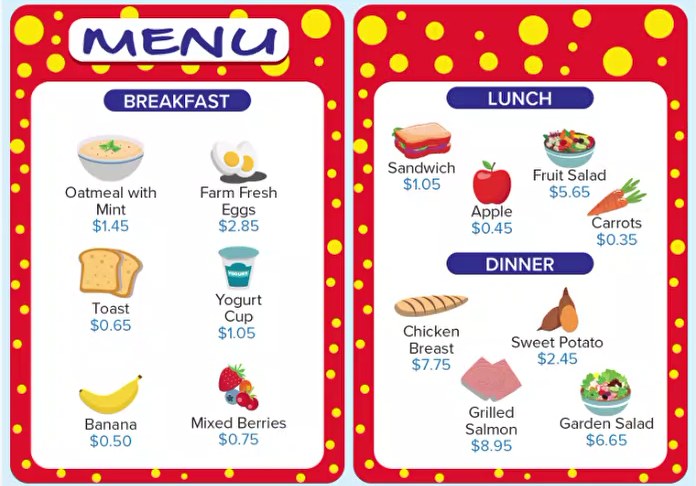 MENU
BREAKFAST
Oatmeal with
Mint
$1.45
Farm Fresh
Eggs
$2.85
Toast
$0.65
YOGURT
Yogurt
Cup
$1.05
Banana
$0.50
Mixed Berries
$0.75
LUNCH
Sandwich
$1.05
Apple
$0.45
Fruit Salad
$5.65
Carrots
$0.35
DINNER
Chicken
Breast
$7.75
Sweet Potato
$2.45
Grilled
Salmon
$8.95
Garden Salad
$6.65